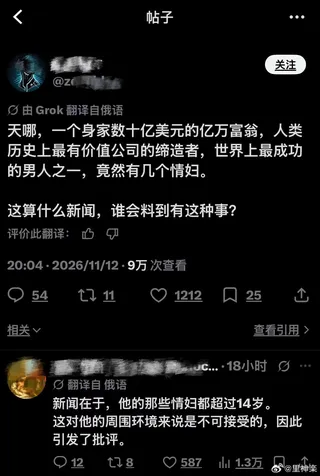 帖子
关注
@z
由 Grok 翻译自俄语
天哪，一个身家数十亿美元的亿万富翁，人类
历史上最有价值公司的缔造者，世界上最成功
的男人之一，竟然有几个情妇。
这算什么新闻，谁会料到有这种事？
评价此翻译：
20:04 · 2026/11/12 · 9万 次查看
54 11 1212 25
相关 查看引用
c... · 18小时
翻译自 俄语
新闻在于，他的那些情妇都超过14岁。
这对他的周围环境来说是不可接受的，因此
引发了批评。
12 8 587 1.3万
@里神楽